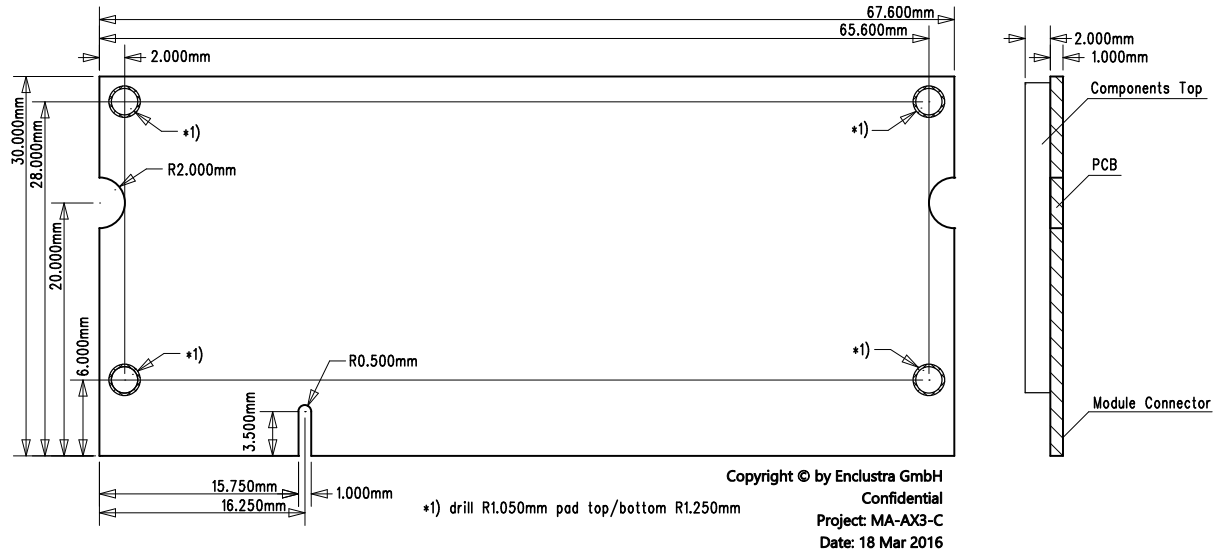 67.600mm
65.600mm
2.000mm
2.000mm
1.000mm
Components Top
*1)
*1)
30.000mm
28.000mm
R2.000mm
PCB
20.000mm
6.000mm
*1)
*1)
R0.500mm
3.500mm
Module Connector
15.750mm
1.000mm
16.250mm
*1) drill R1.050mm pad top/bottom R1.250mm
Copyright © by Enclustra GmbH
Confidential
Project: MA-AX3-C
Date: 18 Mar 2016